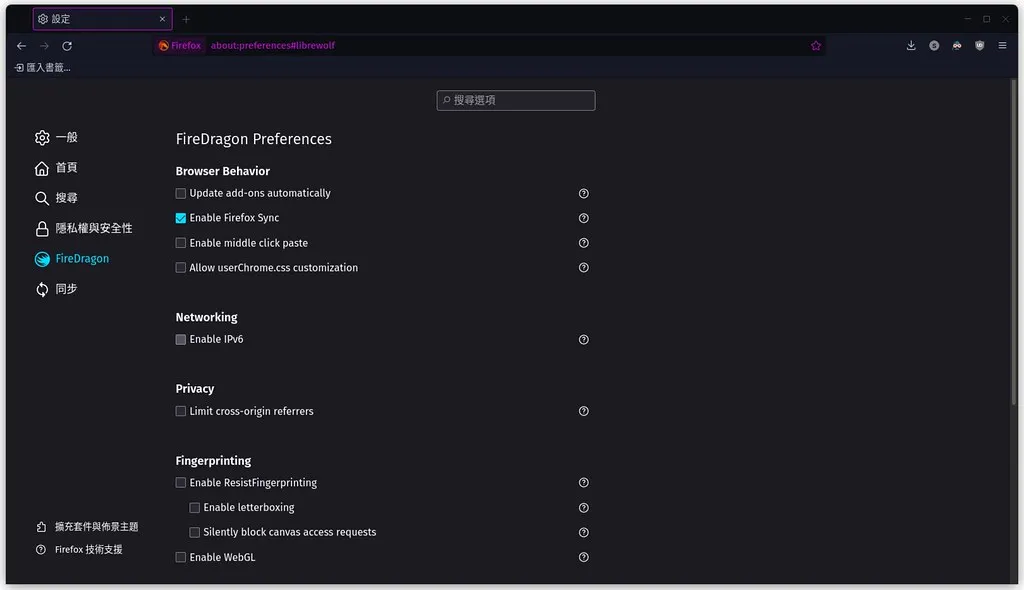 設定
Firefox about:preferences#librewolf
匯入書籤...
搜尋選項
一般
首頁
搜尋
隱私權與安全性
FireDragon
同步
擴充套件與佈景主題
Firefox 技術支援
FireDragon Preferences
Browser Behavior
Update add-ons automatically
Enable Firefox Sync
Enable middle click paste
Allow userChrome.css customization
Networking
Enable IPv6
Privacy
Limit cross-origin referrers
Fingerprinting
Enable ResistFingerprinting
Enable letterboxing
Silently block canvas access requests
Enable WebGL